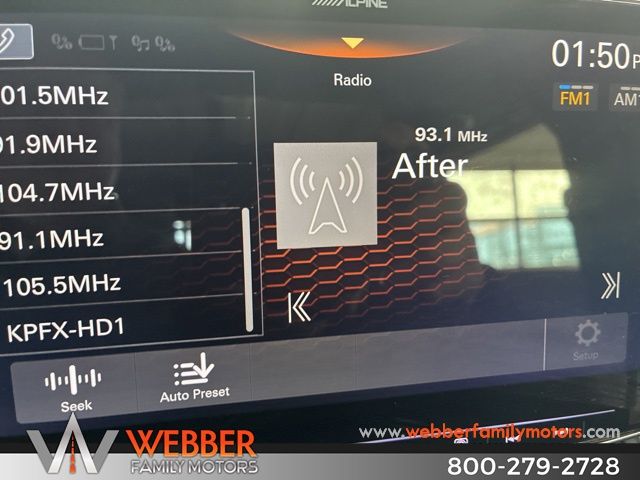 ALPINE
Radio
01:50
FM1
AM
01.5MHz
91.9MHz
104.7MHz
91.1MHz
105.5MHz
KPFX-HD1
93.1 MHz
After
Seek
Auto Preset
Setup
WEBBER
FAMILY MOTORS
www.webberfamilymotors.com
800-279-2728